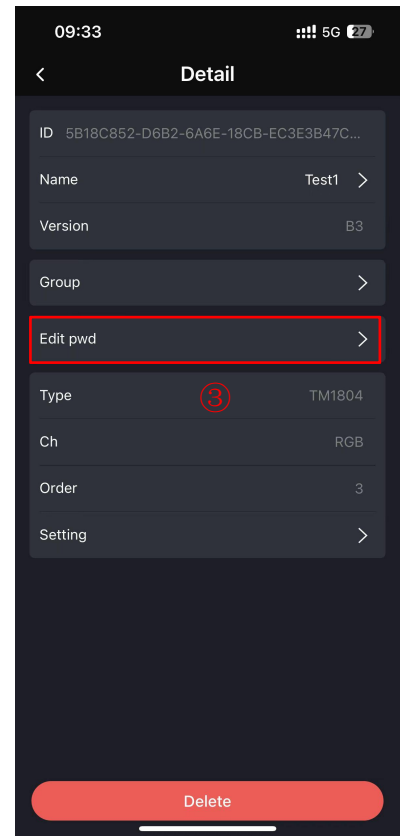 09:33 5G 27
Detail
ID 5B18C852-D6B2-6A6E-18CB-EC3E3B47C...
Name Test1
Version B3
Group
Edit pwd
Type ③ TM1804
Ch RGB
Order 3
Setting
Delete